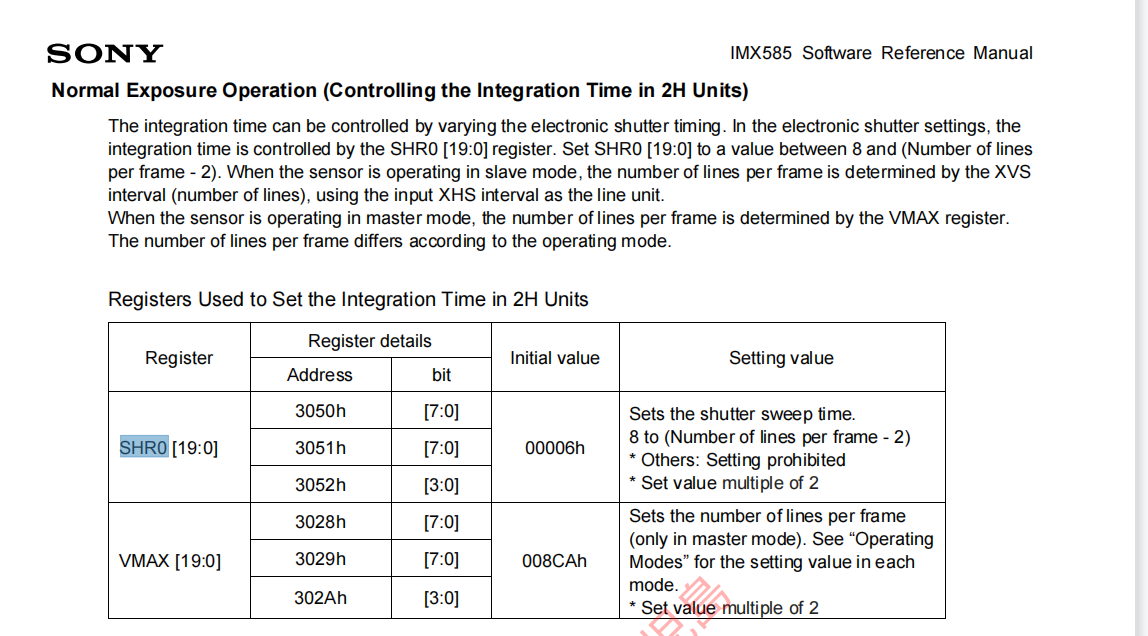 SONY
IMX585 Software Reference Manual
Normal Exposure Operation (Controlling the Integration Time in 2H Units)
The integration time can be controlled by varying the electronic shutter timing. In the electronic shutter settings, the
integration time is controlled by the SHR0 [19:0] register. Set SHR0 [19:0] to a value between 8 and (Number of lines
per frame - 2). When the sensor is operating in slave mode, the number of lines per frame is determined by the XVS
interval (number of lines), using the input XHS interval as the line unit.
When the sensor is operating in master mode, the number of lines per frame is determined by the VMAX register.
The number of lines per frame differs according to the operating mode.
Registers Used to Set the Integration Time in 2H Units
Register
Register details
Initial value
Setting value
Address
bit
SHR0 [19:0]
3050h
[7:0]
3051h
[7:0]
3052h
[3:0]
00006h
Sets the shutter sweep time.
8 to (Number of lines per frame - 2)
* Others: Setting prohibited
* Set value multiple of 2
VMAX [19:0]
3028h
[7:0]
3029h
[7:0]
302Ah
[3:0]
008CAh
Sets the number of lines per frame
(only in master mode). See “Operating
Modes” for the setting value in each
mode.
* Set value multiple of 2
島